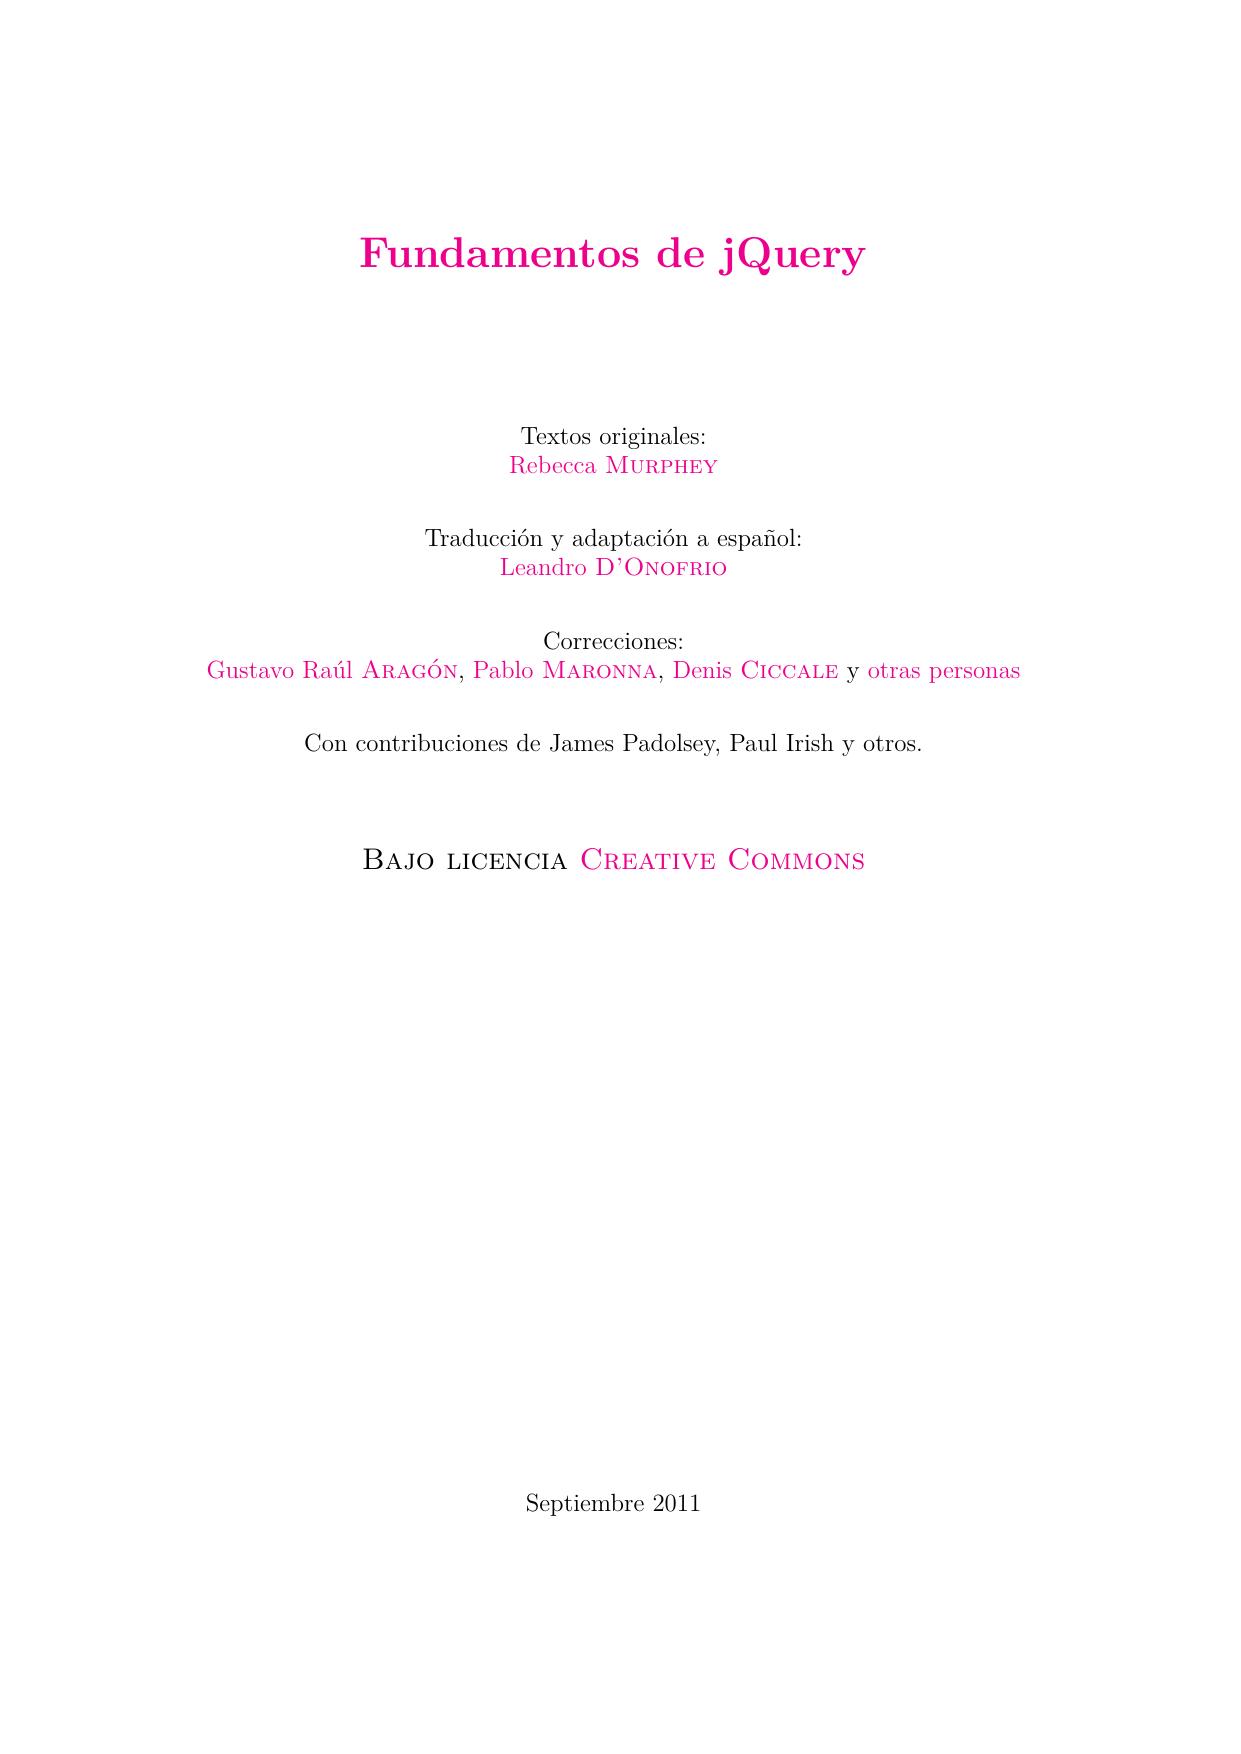 Fundamentos de jQuery
Textos originales:
Rebecca Murphey
Traducción y adaptación a español:
Leandro D’Onofrio
Correcciones:
Gustavo Raúl Aragón, Pablo Maronna, Denis Ciccale y otras personas
Con contribuciones de James Padolsey, Paul Irish y otros.
Bajo licencia Creative Commons
Septiembre 2011